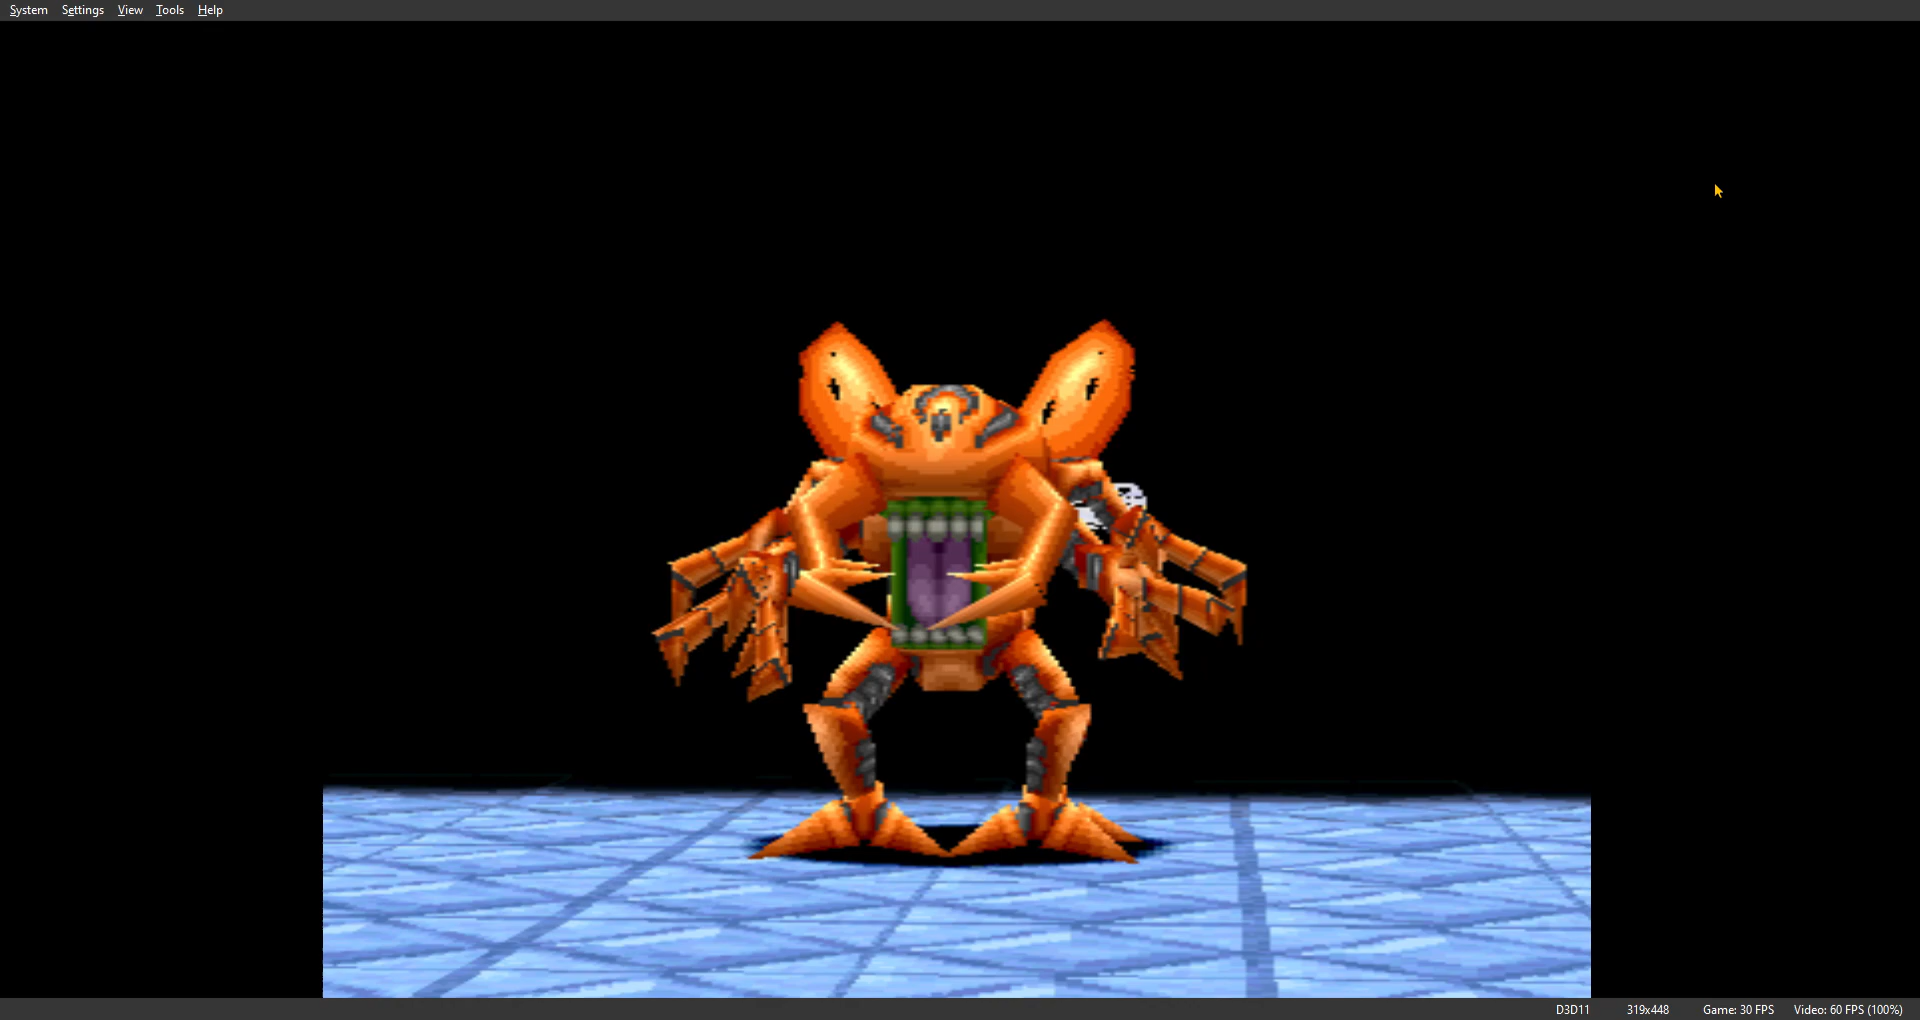 System Settings View Tools Help
D3D11 319x448 Game: 30 FPS Video: 60 FPS (100%)